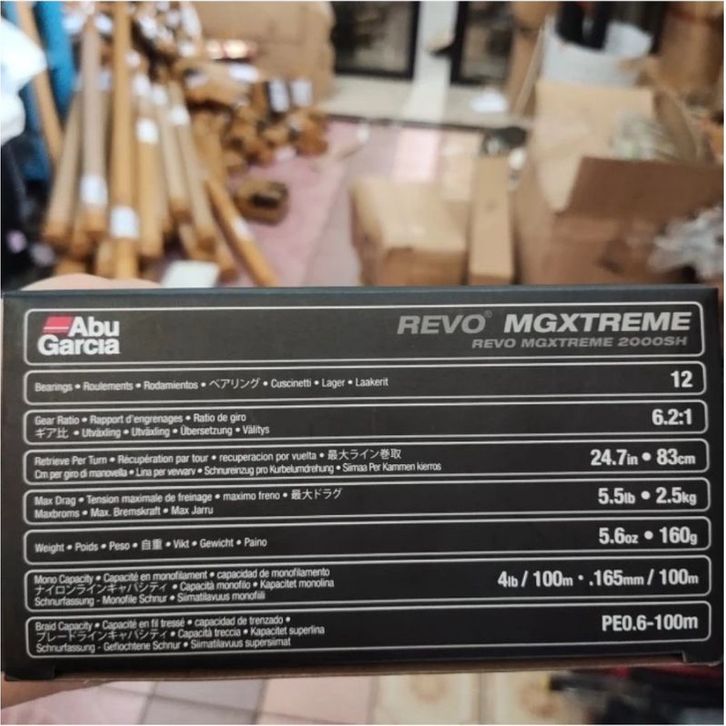 Abu
Garcia
REVO® MGXTREME
REVO MGXTREME 2000SH
Bearings • Roulements • Rodamientos • ベアリング • Cuscinetti • Lager • Laakerit
12
Gear Ratio • Rapport d'engrenages • Ratio de giro
ギア比 • Utväxling • Utväxling • Übersetzung • Välitys
6.2:1
Retrieve Per Turn • Récupération par tour • recuperacion por vuelta • 最大ライン巻取
Cm per giro di manovella • Lina per vevvarv • Schnureinzug pro Kurbelumdrehung • Siimaa Per Kammen kierros
24.7in • 83cm
Max Drag • Tension maximale de freinage • maximo freno • 最大ドラグ
Maxbroms • Max. Bremskraft • Max Jarru
5.5lb • 2.5kg
Weight • Poids • Peso • 自重 • Vikt • Gewicht • Paino
5.6oz • 160g
Mono Capacity • Capacité en monofilament • capacidad de monofilamento
ナイロンラインキャパシティ • Capacità monofilo • Kapacitet monolina
Schnurfassung - Monofile Schnur • Siimatilavuus monofiili
4lb / 100m • .165mm / 100m
Braid Capacity • Capacité en fil tressé • capacidad de trenzado •
ブレードラインキャパシティ • Capacità treccia • Kapacitet superlina
Schnurfassung - Geflochtene Schnur • Siimatilavuus supersiimat
PE0.6-100m